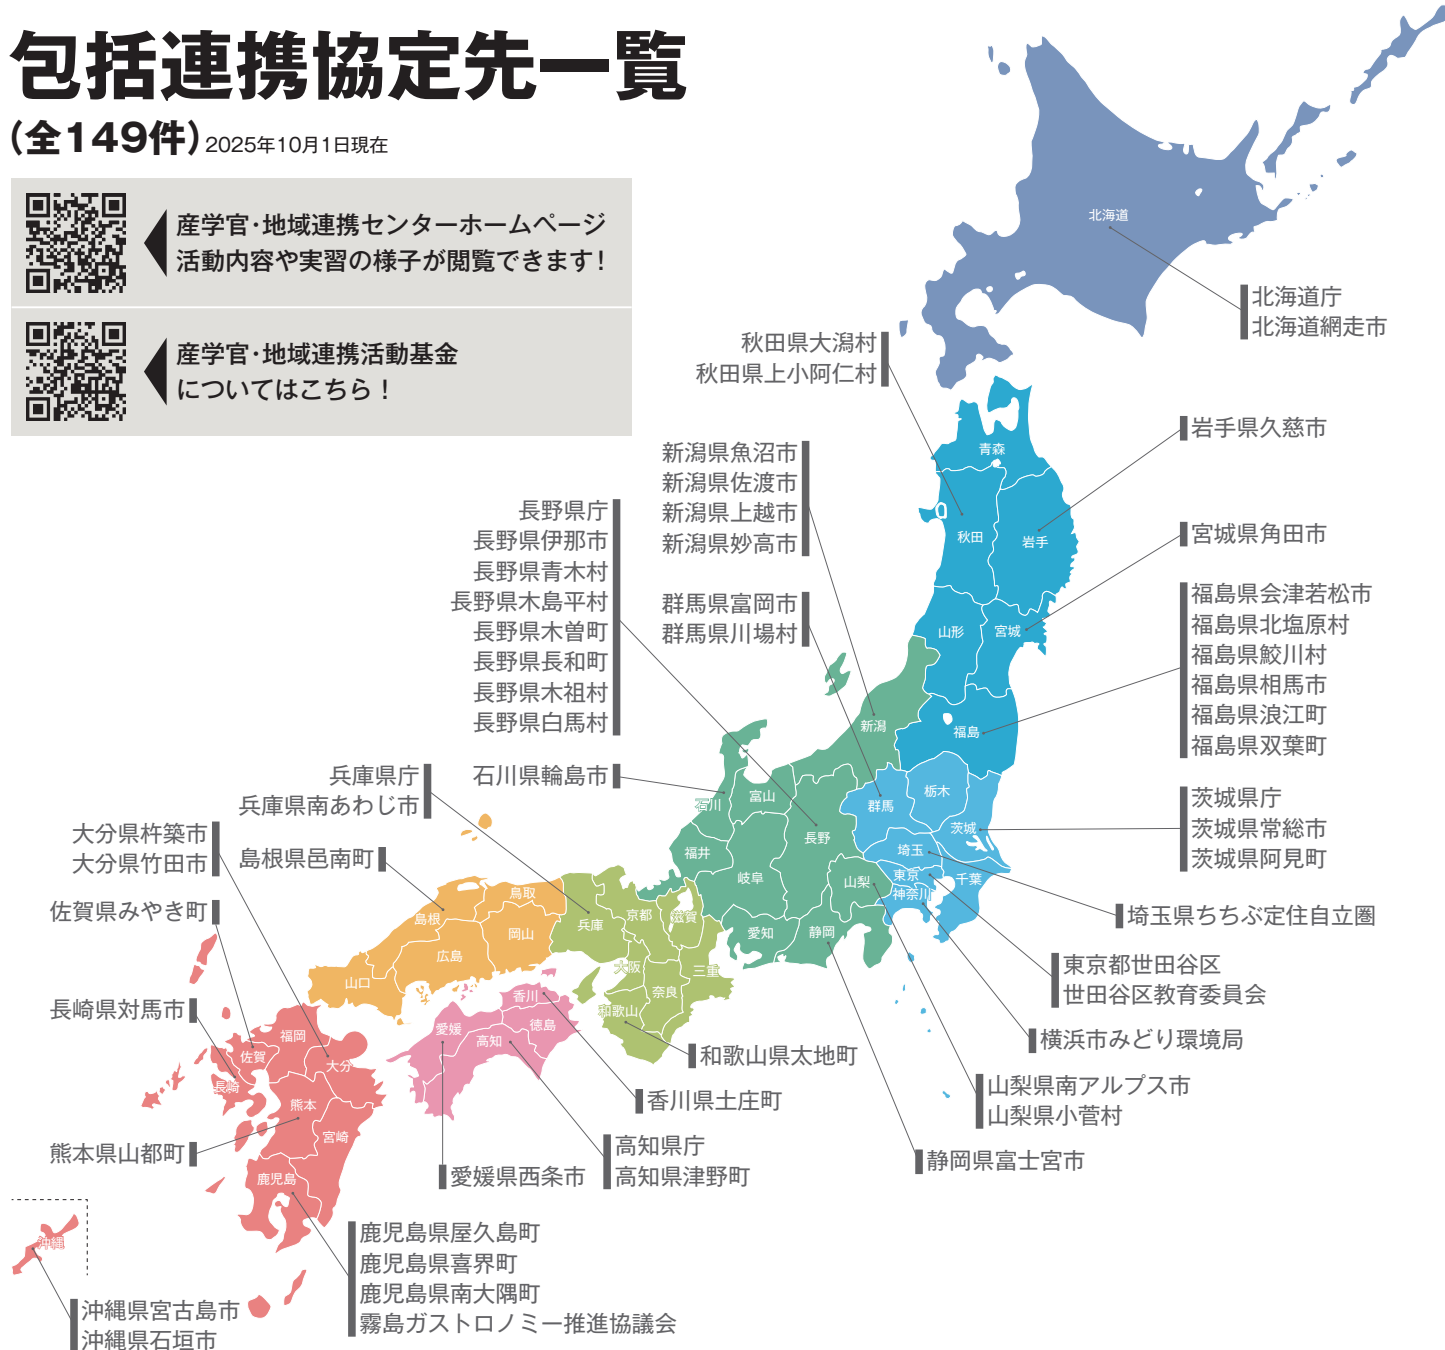 包括連携協定先一覧
(全149件) 2025年10月1日現在
産学官･地域連携センターホームページ
活動内容や実習の様子が閲覧できます!
産学官･地域連携活動基金
についてはこちら！
北海道
北海道庁
北海道網走市
秋田県大潟村
秋田県上小阿仁村
青森
岩手県久慈市
新潟県魚沼市
新潟県佐渡市
新潟県上越市
新潟県妙高市
長野県庁
長野県伊那市
長野県青木村
長野県木島平村
長野県木曽町
長野県長和町
長野県木祖村
長野県白馬村
秋田
岩手
宮城県角田市
群馬県富岡市
群馬県川場村
山形
宮城
福島県会津若松市
福島県北塩原村
福島県鮫川村
福島県相馬市
福島県浪江町
福島県双葉町
新潟
福島
兵庫県庁
兵庫県南あわじ市
石川県輪島市
石川
富山
群馬
栃木
茨城
茨城県庁
茨城県常総市
茨城県阿見町
大分県杵築市
大分県竹田市
島根県邑南町
福井
長野
埼玉
岐阜
山梨
東京
千葉
神奈川
佐賀県みやき町
鳥取
島根
岡山
兵庫
京都
滋賀
愛知
静岡
埼玉県ちちぶ定住自立圏
広島
山口
大阪
三重
奈良
和歌山
東京都世田谷区
世田谷区教育委員会
長崎県対馬市
香川
愛媛
徳島
高知
福岡
佐賀
大分
長崎
熊本
宮崎
鹿児島
横浜市みどり環境局
和歌山県太地町
山梨県南アルプス市
山梨県小菅村
香川県土庄町
熊本県山都町
高知県庁
高知県津野町
愛媛県西条市
静岡県富士宮市
沖縄
鹿児島県屋久島町
鹿児島県喜界町
鹿児島県南大隅町
霧島ガストロノミー推進協議会
沖縄県宮古島市
沖縄県石垣市